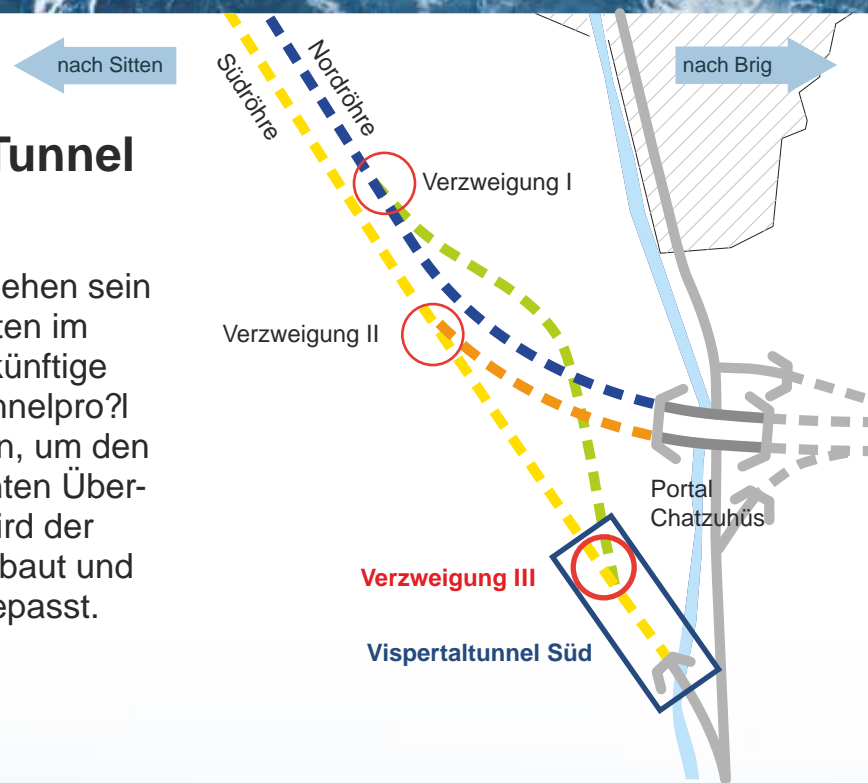 nach Sitten
nach Brig
Südröhre
Nordröhre
Tunnel
Verzweigung I
ehen sein
ten im
künftige
nnelpro?l
n, um den
nten Über-
ird der
baut und
epasst.
Verzweigung II
Portal
Chatzuhüs
Verzweigung III
Vispertaltunnel Süd